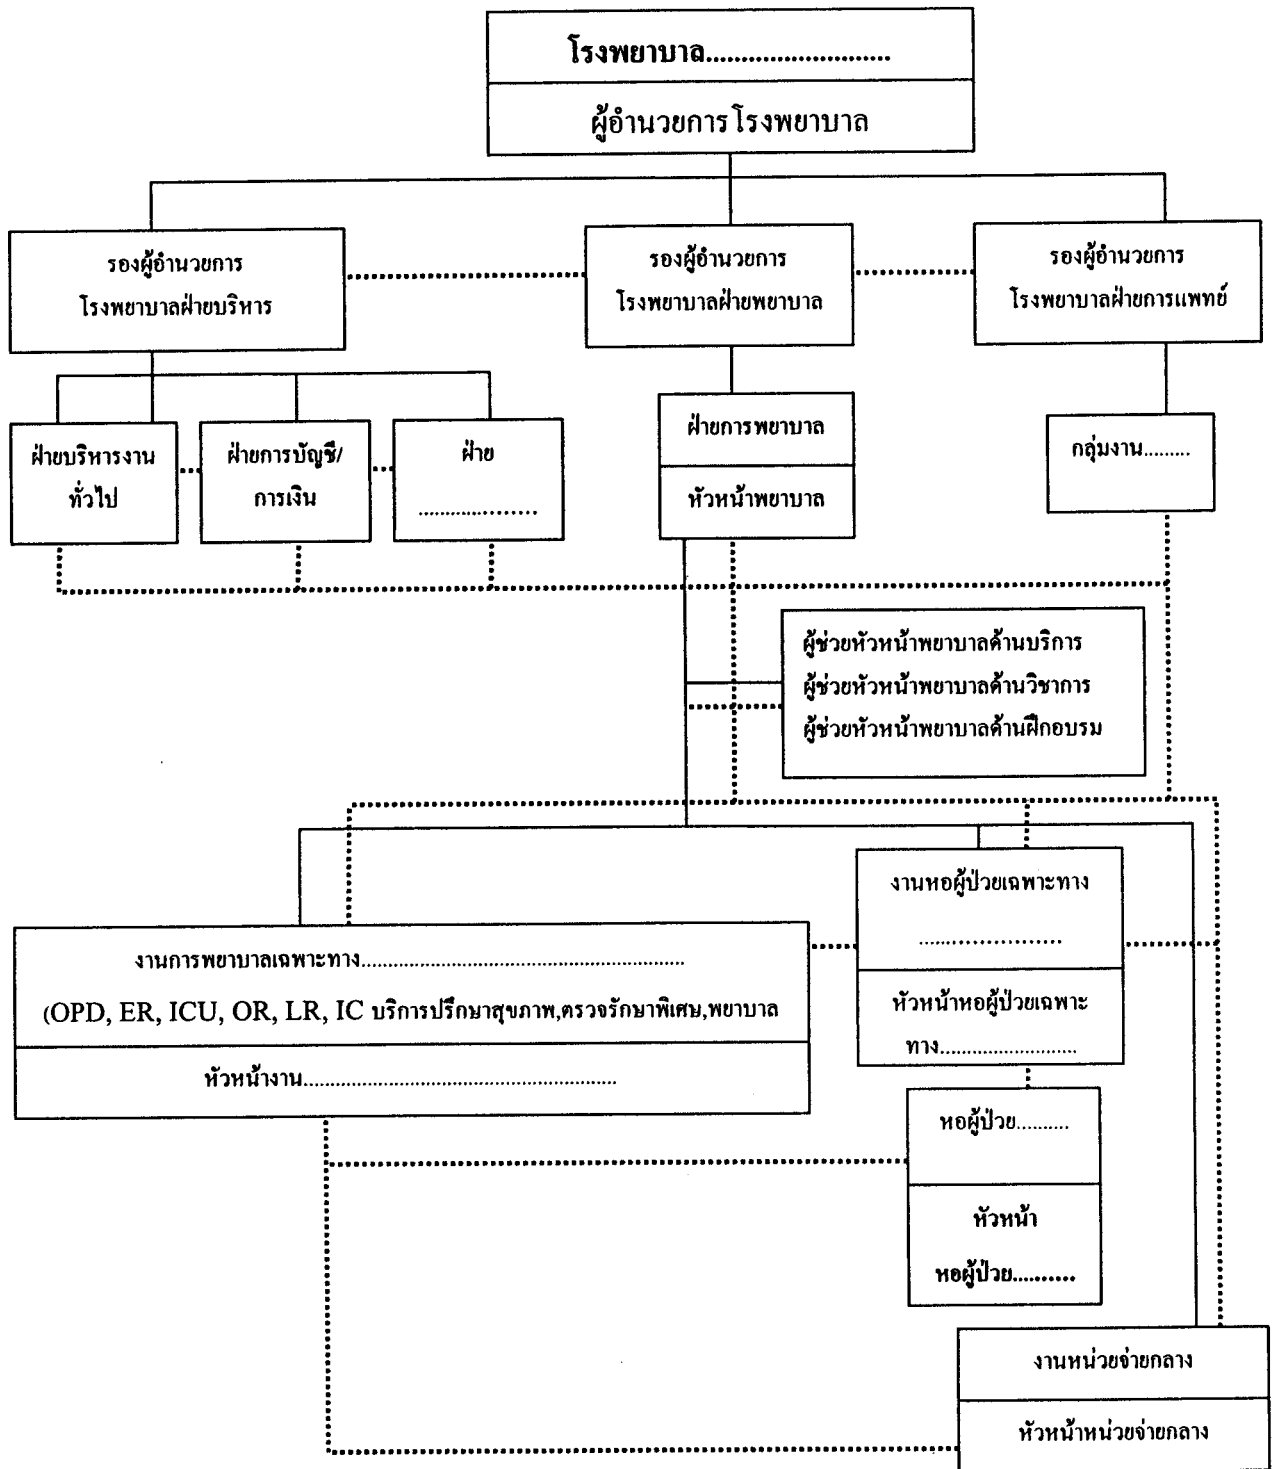 โรงพยาบาล...........................
ผู้อำนวยการโรงพยาบาล
รองผู้อำนวยการ
โรงพยาบาลฝ่ายบริหาร
รองผู้อำนวยการ
โรงพยาบาลฝ่ายพยาบาล
รองผู้อำนวยการ
โรงพยาบาลฝ่ายการแพทย์
ฝ่ายบริหารงาน
ทั่วไป
ฝ่ายการบัญชี/
การเงิน
ฝ่าย
.....................
ฝ่ายการพยาบาล
หัวหน้าพยาบาล
กลุ่มงาน.........
ผู้ช่วยหัวหน้าพยาบาลด้านบริการ
ผู้ช่วยหัวหน้าพยาบาลด้านวิชาการ
ผู้ช่วยหัวหน้าพยาบาลด้านฝึกอบรม
งานหอผู้ป่วยเฉพาะทาง
........................
หัวหน้าหอผู้ป่วยเฉพาะ
ทาง.........................
งานการพยาบาลเฉพาะทาง..........................................................
(OPD, ER, ICU, OR, LR, IC บริการปรึกษาสุขภาพ,ตรวจรักษาพิเศษ,พยาบาล
หัวหน้างาน.........................................................
หอผู้ป่วย..........
หัวหน้า
หอผู้ป่วย..........
งานหน่วยจ่ายกลาง
หัวหน้าหน่วยจ่ายกลาง